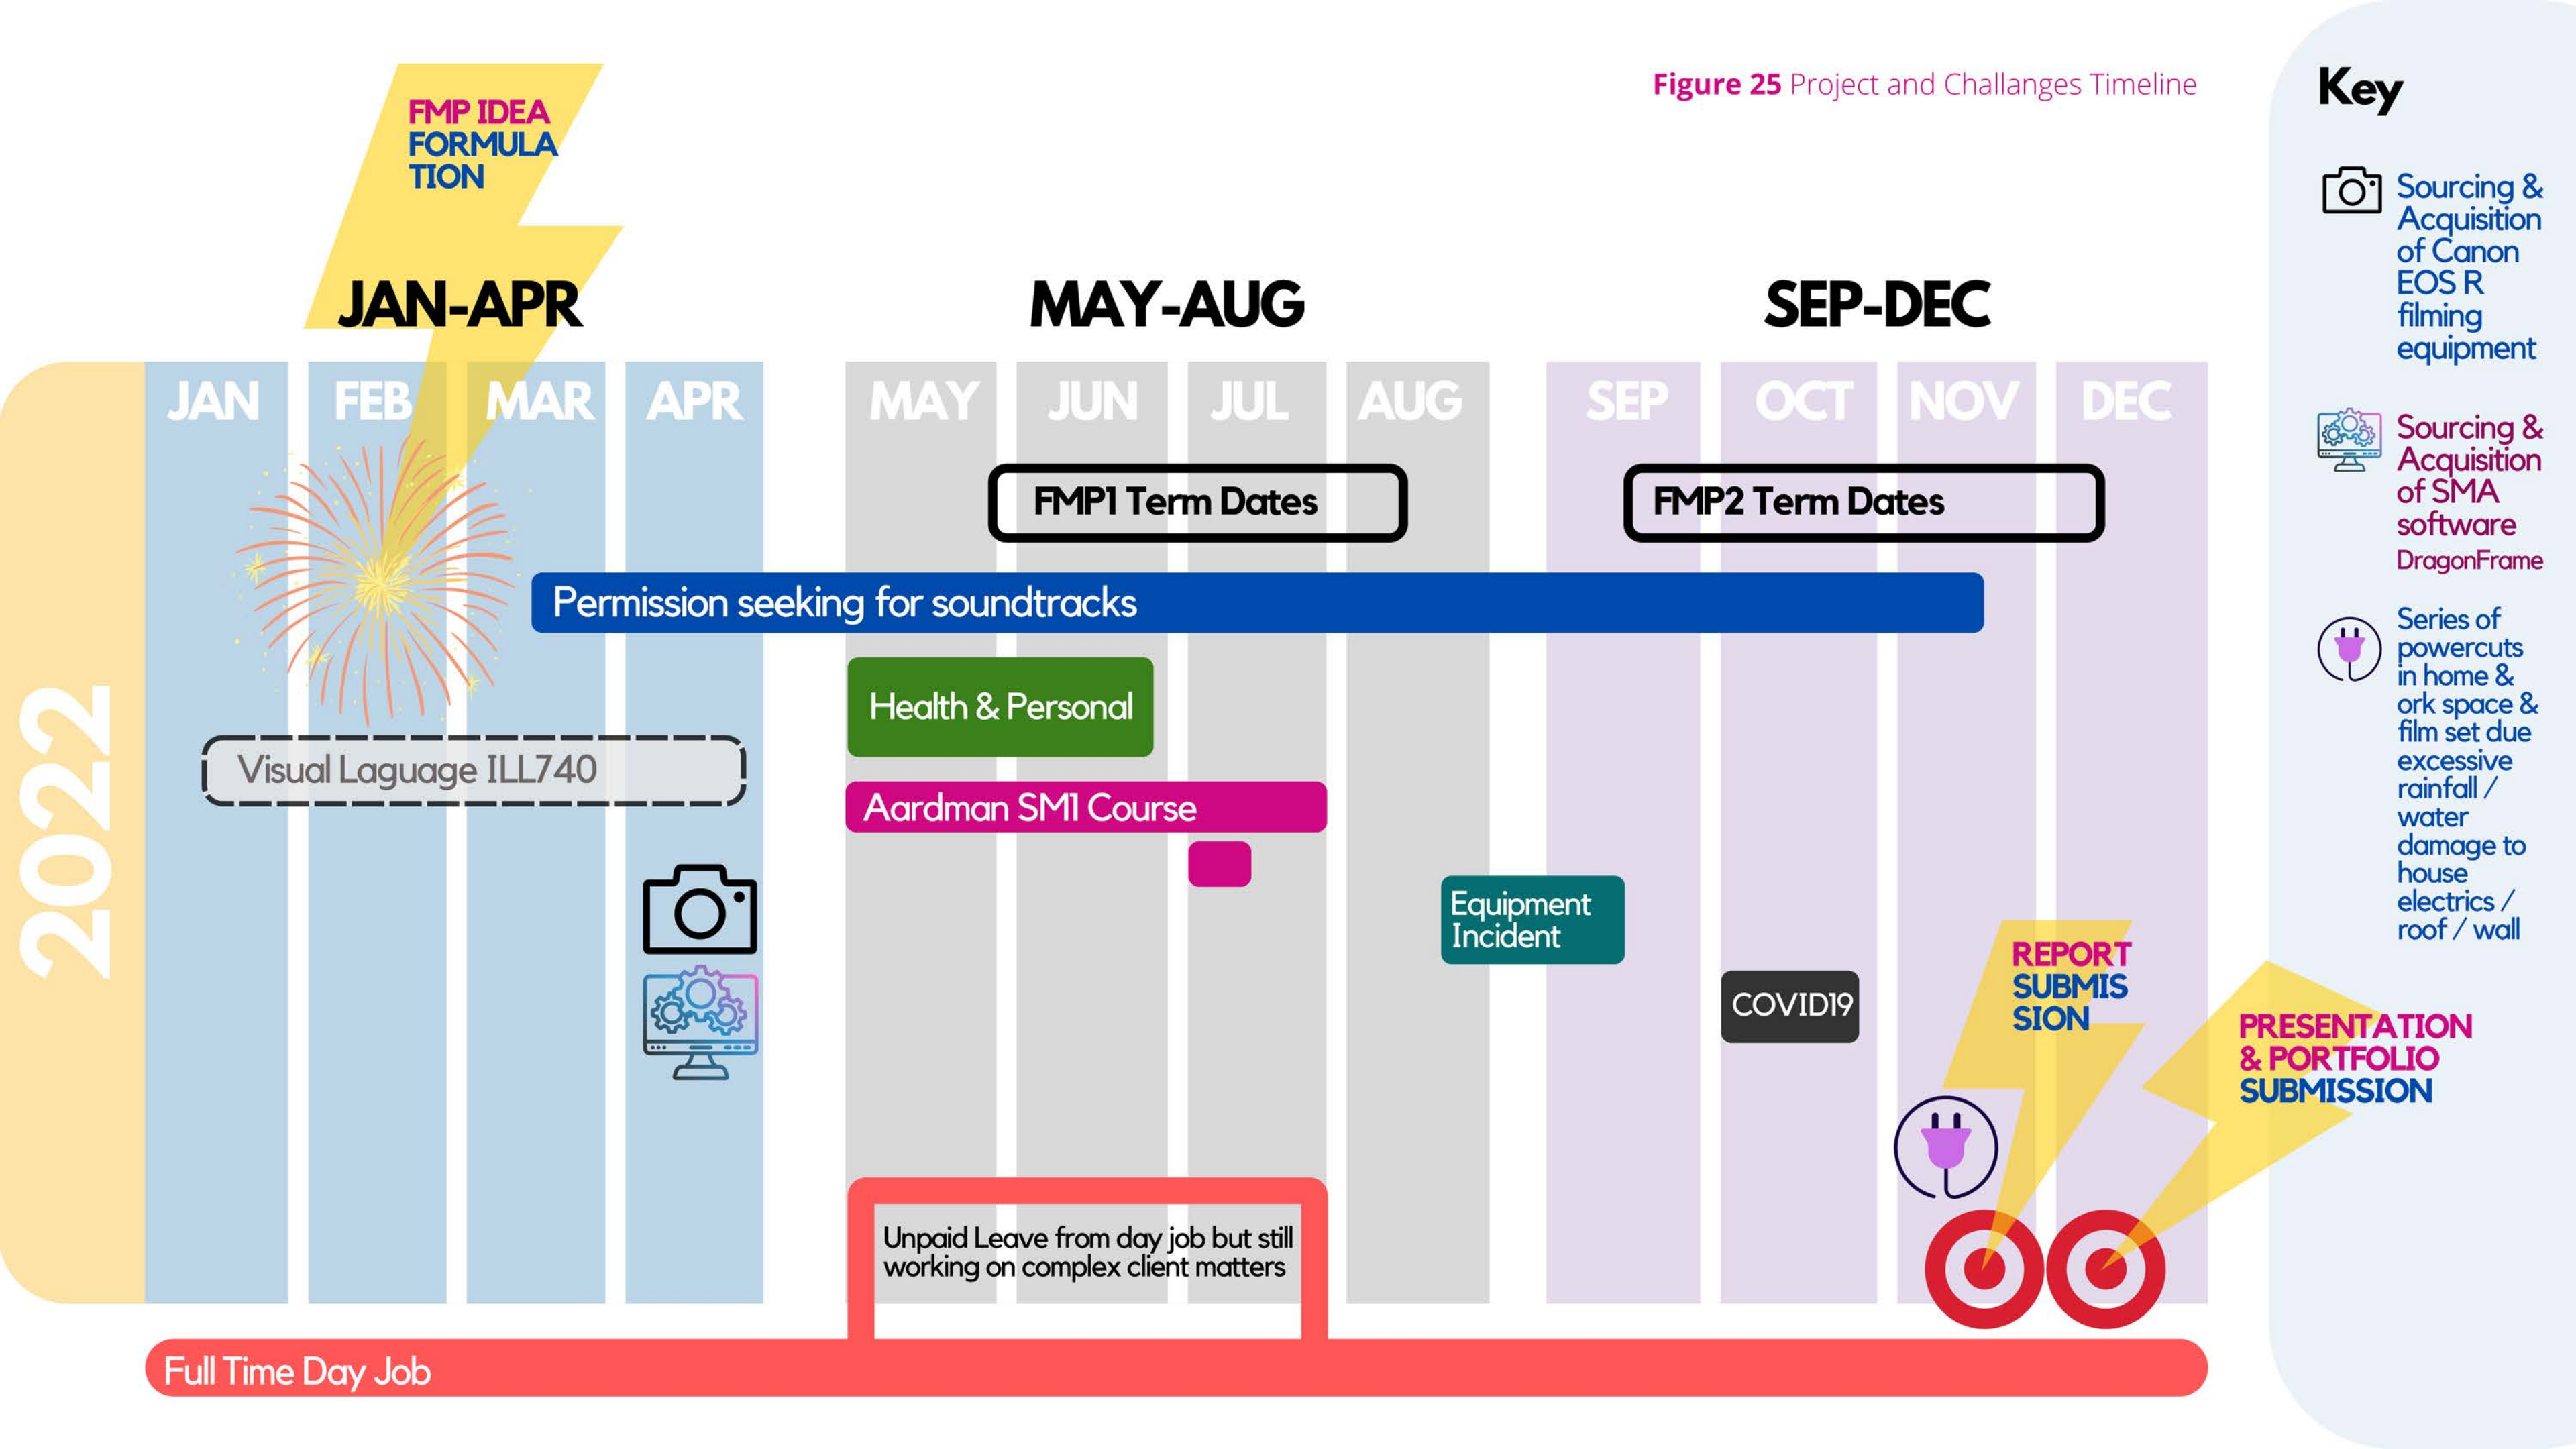 Figure 25 Project and Challanges Timeline
FMP IDEA
FORMULA
TION
JAN-APR
MAY-AUG
SEP-DEC
2022
JAN
FEB
MAR
APR
MAY
JUN
JUL
AUG
SEP
OCT
NOV
DEC
FMP1 Term Dates
FMP2 Term Dates
Permission seeking for soundtracks
Health & Personal
Visual Laguage ILL740
Aardman SM1 Course
Equipment
Incident
COVID19
REPORT
SUBMIS
SION
PRESENTATION
& PORTFOLIO
SUBMISSION
Unpaid Leave from day job but still
working on complex client matters
Full Time Day Job
Key
Sourcing &
Acquisition
of Canon
EOS R
filming
equipment
Sourcing &
Acquisition
of SMA
software
DragonFrame
Series of
powercuts
in home &
ork space &
film set due
excessive
rainfall /
water
damage to
house
electrics /
roof / wall